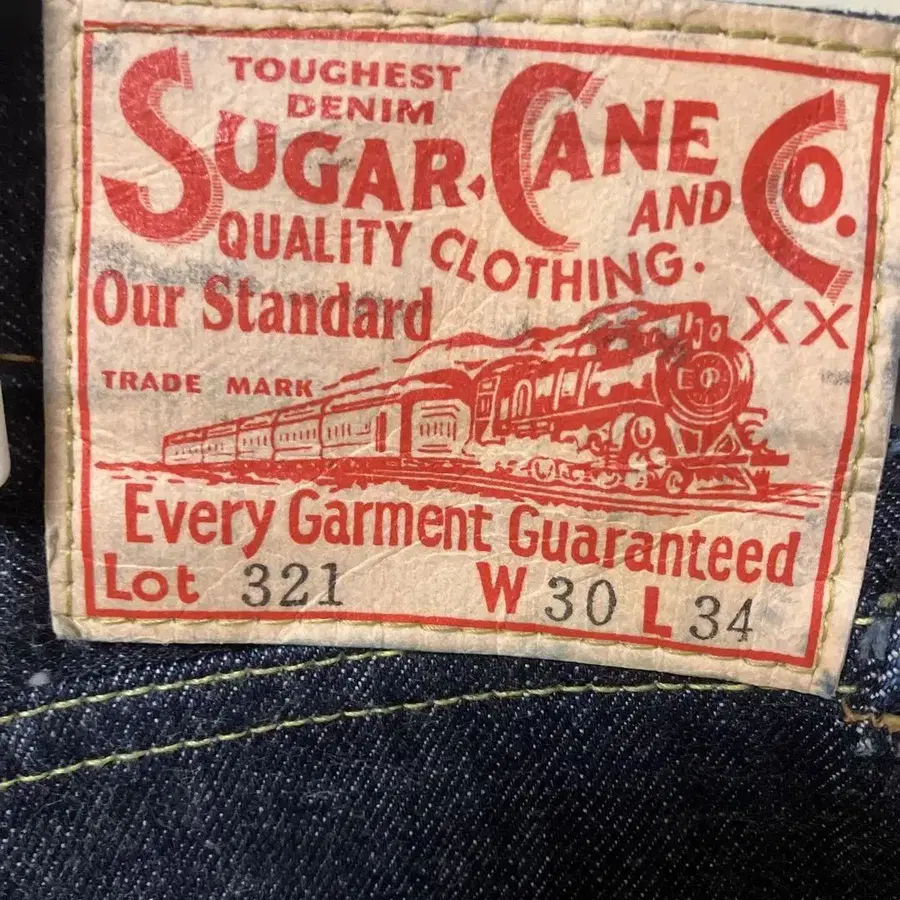 TOUGHEST
DENIM
SUGAR CANE AND CO.
QUALITY CLOTHING.
Our Standard
XX
TRADE MARK
Every Garment Guaranteed
Lot 321 W 30 L 34